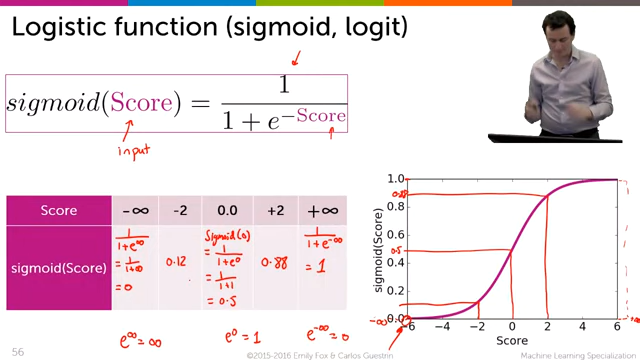 Logistic function (sigmoid, logit)
sigmoid(Score) = 1 / 1 + e^−Score
input
Score −∞ -2 0.0 +2 +∞
sigmoid(Score)
1/1+e^∞
= 1/1+∞
= 0
0.12
Sigmoid(0)
= 1/1+e^0
= 1/1+1
= 0.5
0.88
1/1+e^-∞
= 1
e^∞ = ∞
e^0 = 1
e^-∞ = 0
sigmoid(Score)
1.0
0.88
0.8
0.6
0.5
0.4
0.2
0.0
-∞
−6 −4 −2 0 2 4 6
+∞
Score
56
©2015-2016 Emily Fox & Carlos Guestrin
Machine Learning Specialization